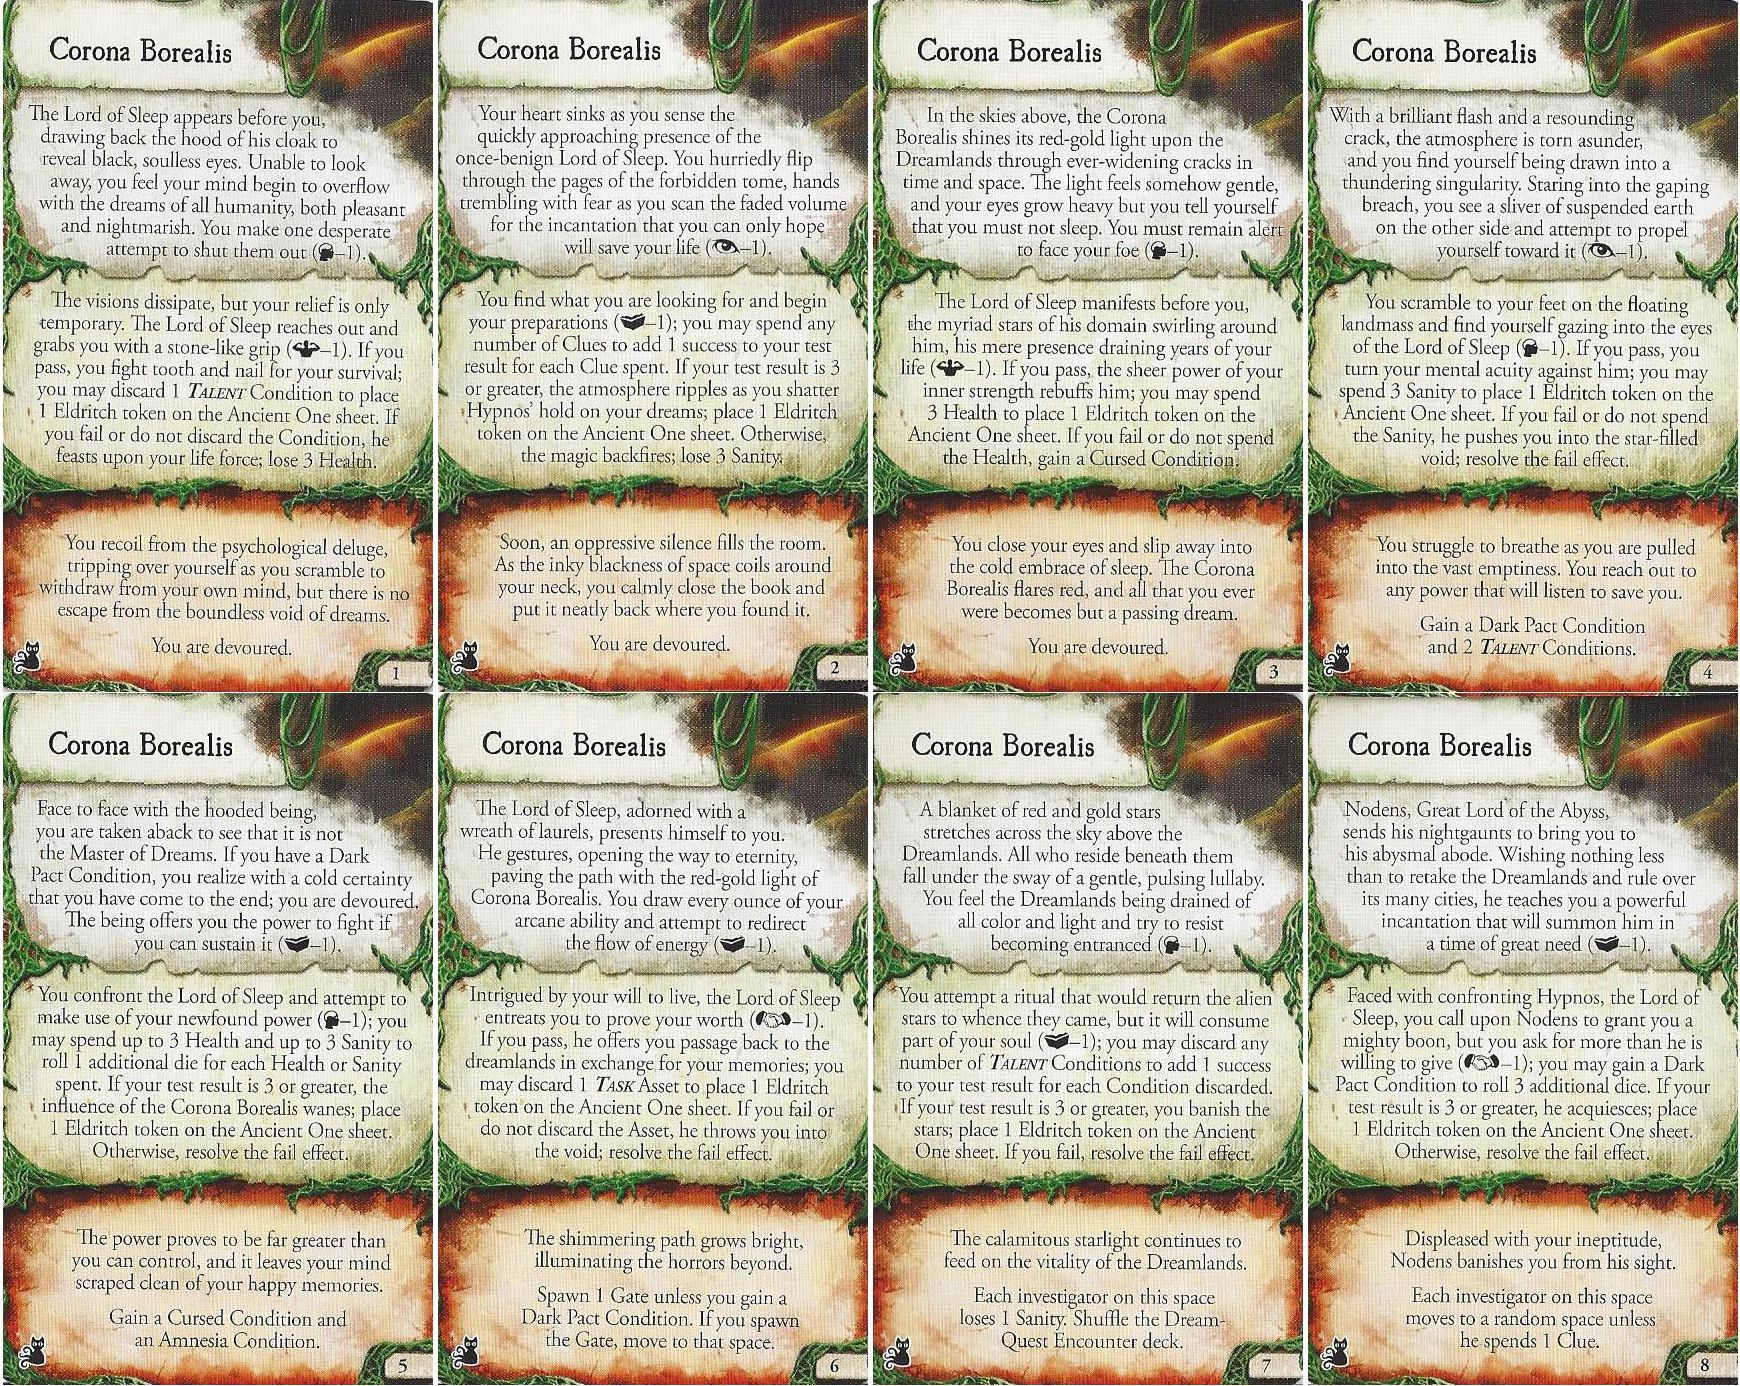 Corona Borealis
The Lord of Sleep appears before you,
drawing back the hood of his cloak to
reveal black, soulless eyes. Unable to look
away, you feel your mind begin to overflow
with the dreams of all humanity, both pleasant
and nightmarish. You make one desperate
attempt to shut them out (–1).
The visions dissipate, but your relief is only
temporary. The Lord of Sleep reaches out and
grabs you with a stone-like grip (–1). If you
pass, you fight tooth and nail for your survival;
you may discard 1 TALENT Condition to place
1 Eldritch token on the Ancient One sheet. If
you fail or do not discard the Condition, he
feasts upon your life force; lose 3 Health.
You recoil from the psychological deluge,
tripping over yourself as you scramble to
withdraw from your own mind, but there is no
escape from the boundless void of dreams.
You are devoured.
1
Corona Borealis
Your heart sinks as you sense the
quickly approaching presence of the
once-benign Lord of Sleep. You hurriedly flip
through the pages of the forbidden tome, hands
trembling with fear as you scan the faded volume
for the incantation that you can only hope
will save your life (–1).
You find what you are looking for and begin
your preparations (–1); you may spend any
number of Clues to add 1 success to your test
result for each Clue spent. If your test result is 3
or greater, the atmosphere ripples as you shatter
Hypnos' hold on your dreams; place 1 Eldritch
token on the Ancient One sheet. Otherwise,
the magic backfires; lose 3 Sanity.
Soon, an oppressive silence fills the room.
As the inky blackness of space coils around
your neck, you calmly close the book and
put it neatly back where you found it.
You are devoured.
2
Corona Borealis
In the skies above, the Corona
Borealis shines its red-gold light upon the
Dreamlands through ever-widening cracks in
time and space. The light feels somehow gentle,
and your eyes grow heavy but you tell yourself
that you must not sleep. You must remain alert
to face your foe (–1).
The Lord of Sleep manifests before you,
the myriad stars of his domain swirling around
him, his mere presence draining years of your
life (–1). If you pass, the sheer power of your
inner strength rebuffs him; you may spend
3 Health to place 1 Eldritch token on the
Ancient One sheet. If you fail or do not spend
the Health, gain a Cursed Condition.
You close your eyes and slip away into
the cold embrace of sleep. The Corona
Borealis flares red, and all that you ever
were becomes but a passing dream.
You are devoured.
3
Corona Borealis
With a brilliant flash and a resounding
crack, the atmosphere is torn asunder,
and you find yourself being drawn into a
thundering singularity. Staring into the gaping
breach, you see a sliver of suspended earth
on the other side and attempt to propel
yourself toward it (–1).
You scramble to your feet on the floating
landmass and find yourself gazing into the eyes
of the Lord of Sleep (–1). If you pass, you
turn your mental acuity against him; you may
spend 3 Sanity to place 1 Eldritch token on the
Ancient One sheet. If you fail or do not spend
the Sanity, he pushes you into the star-filled
void; resolve the fail effect.
You struggle to breathe as you are pulled
into the vast emptiness. You reach out to
any power that will listen to save you.
Gain a Dark Pact Condition
and 2 TALENT Conditions.
4
Corona Borealis
Face to face with the hooded being,
you are taken aback to see that it is not
the Master of Dreams. If you have a Dark
Pact Condition, you realize with a cold certainty
that you have come to the end; you are devoured.
The being offers you the power to fight if
you can sustain it (–1).
You confront the Lord of Sleep and attempt to
make use of your newfound power (–1); you
may spend up to 3 Health and up to 3 Sanity to
roll 1 additional die for each Health or Sanity
spent. If your test result is 3 or greater, the
influence of the Corona Borealis wanes; place
1 Eldritch token on the Ancient One sheet.
Otherwise, resolve the fail effect.
The power proves to be far greater than
you can control, and it leaves your mind
scraped clean of your happy memories.
Gain a Cursed Condition and
an Amnesia Condition.
5
Corona Borealis
The Lord of Sleep, adorned with a
wreath of laurels, presents himself to you.
He gestures, opening the way to eternity,
paving the path with the red-gold light of
Corona Borealis. You draw every ounce of your
arcane ability and attempt to redirect
the flow of energy (–1).
Intrigued by your will to live, the Lord of Sleep
entreats you to prove your worth (–1).
If you pass, he offers you passage back to the
dreamlands in exchange for your memories; you
may discard 1 TASK Asset to place 1 Eldritch
token on the Ancient One sheet. If you fail or
do not discard the Asset, he throws you into
the void; resolve the fail effect.
The shimmering path grows bright,
illuminating the horrors beyond.
Spawn 1 Gate unless you gain a
Dark Pact Condition. If you spawn
the Gate, move to that space.
6
Corona Borealis
A blanket of red and gold stars
stretches across the sky above the
Dreamlands. All who reside beneath them
fall under the sway of a gentle, pulsing lullaby.
You feel the Dreamlands being drained of
all color and light and try to resist
becoming entranced (–1).
You attempt a ritual that would return the alien
stars to whence they came, but it will consume
part of your soul (–1); you may discard any
number of TALENT Conditions to add 1 success
to your test result for each Condition discarded.
If your test result is 3 or greater, you banish the
stars; place 1 Eldritch token on the Ancient
One sheet. If you fail, resolve the fail effect.
The calamitous starlight continues to
feed on the vitality of the Dreamlands.
Each investigator on this space
loses 1 Sanity. Shuffle the Dream-
Quest Encounter deck.
7
Corona Borealis
Nodens, Great Lord of the Abyss,
sends his nightgaunts to bring you to
his abysmal abode. Wishing nothing less
than to retake the Dreamlands and rule over
its many cities, he teaches you a powerful
incantation that will summon him in
a time of great need (–1).
Faced with confronting Hypnos, the Lord of
Sleep, you call upon Nodens to grant you a
mighty boon, but you ask for more than he is
willing to give (–1); you may gain a Dark
Pact Condition to roll 3 additional dice. If your
test result is 3 or greater, he acquiesces; place
1 Eldritch token on the Ancient One sheet.
Otherwise, resolve the fail effect.
Displeased with your ineptitude,
Nodens banishes you from his sight.
Each investigator on this space
moves to a random space unless
he spends 1 Clue.
8